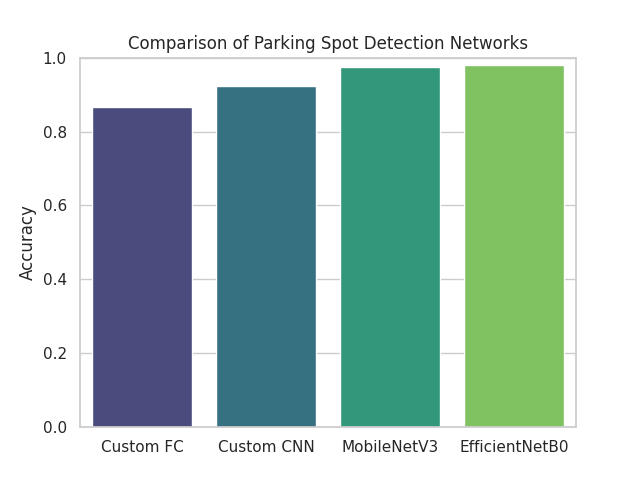 Comparison of Parking Spot Detection Networks
1.0
0.8
0.6
0.4
0.2
0.0
Accuracy
Custom FC
Custom CNN
MobileNetV3
EfficientNetB0